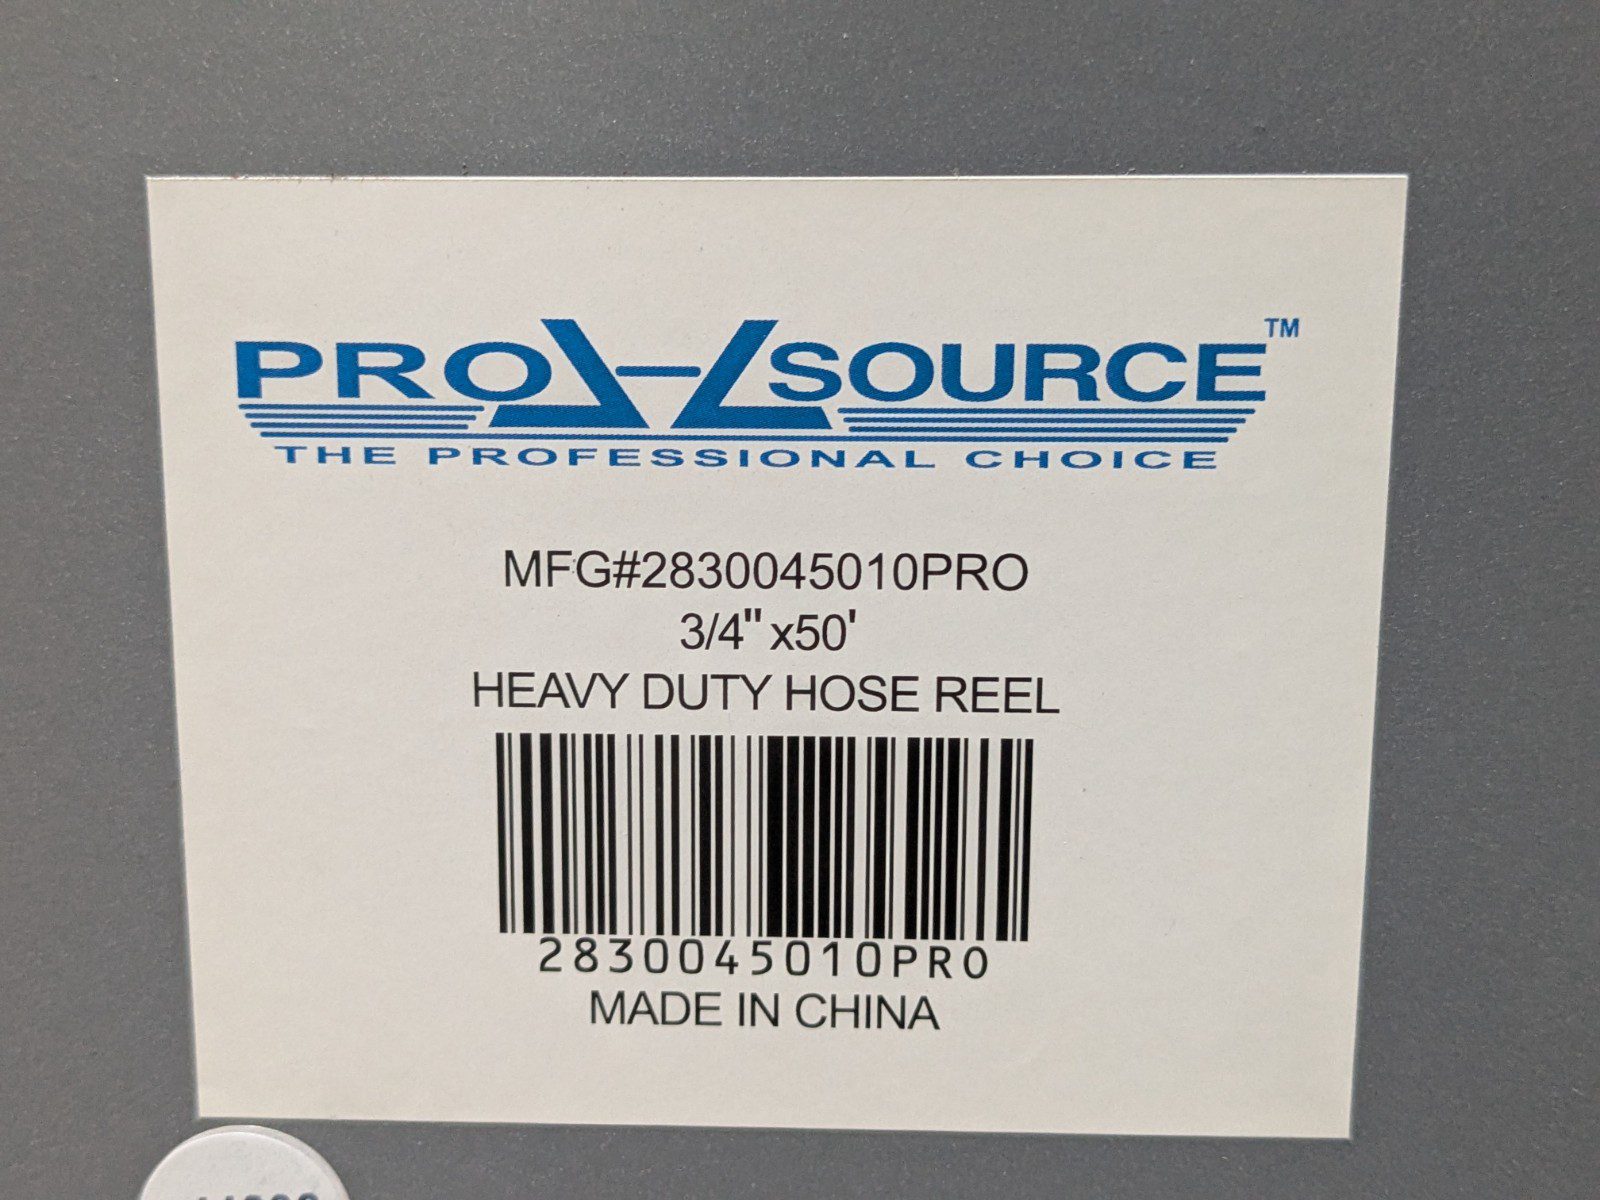 PRO SOURCE™
THE PROFESSIONAL CHOICE
MFG#2830045010PRO
3/4" x50'
HEAVY DUTY HOSE REEL
2830045010PRO
MADE IN CHINA